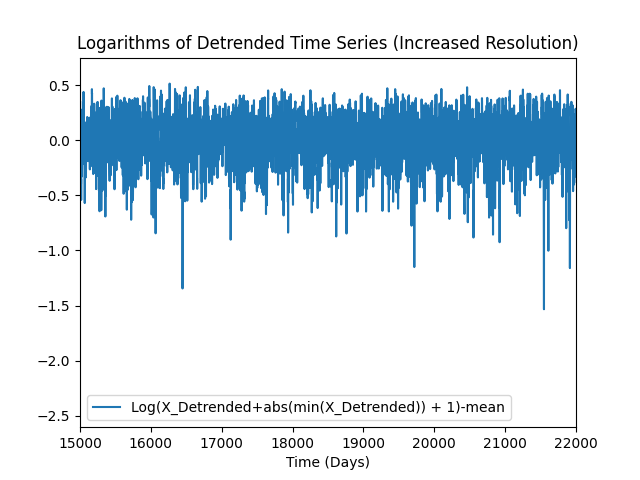 Logarithms of Detrended Time Series (Increased Resolution)
0.5
0.0
−0.5
−1.0
−1.5
−2.0
−2.5
Log(X_Detrended+abs(min(X_Detrended)) + 1)-mean
15000 16000 17000 18000 19000 20000 21000 22000
Time (Days)